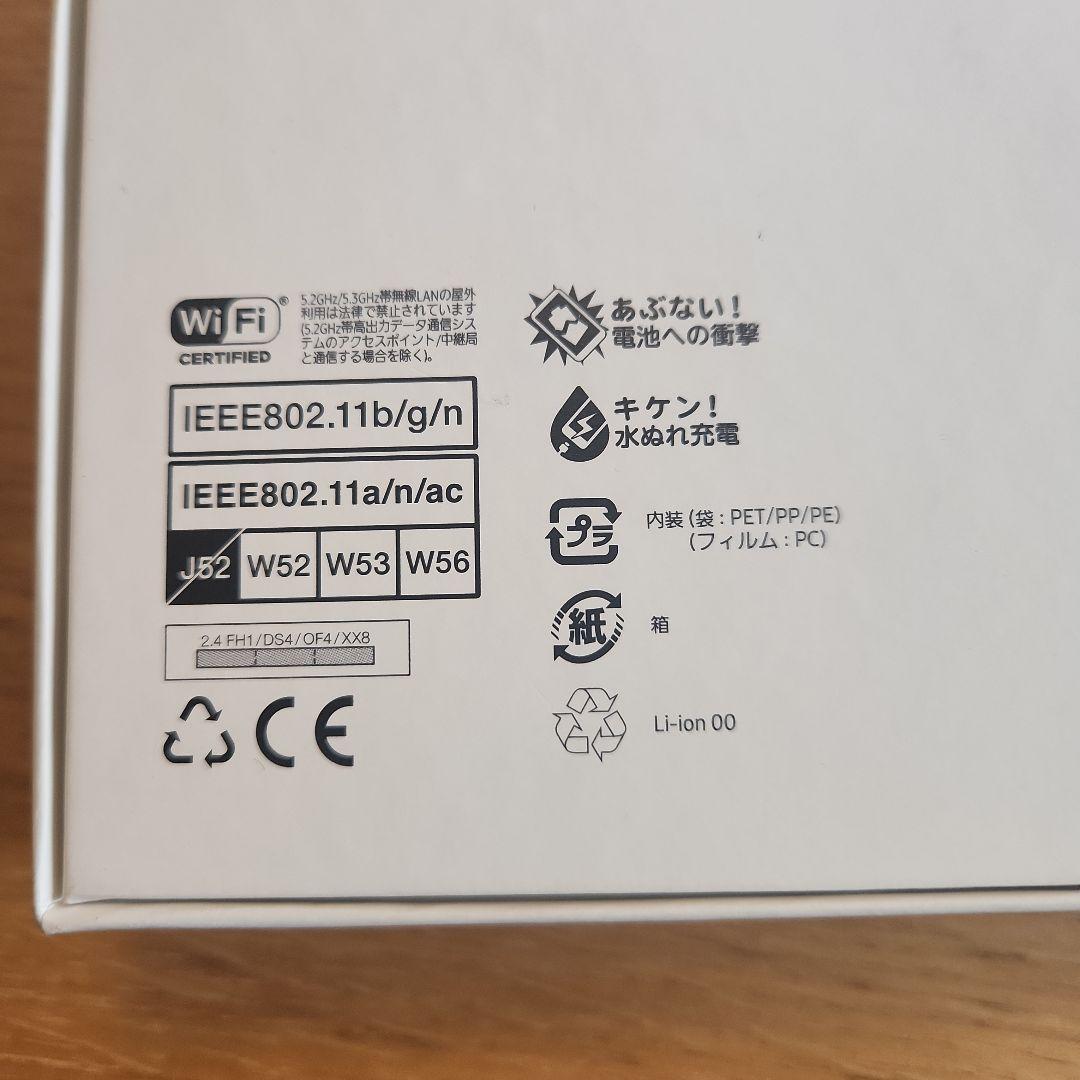 Wi Fi®
CERTIFIED
5.2GHz/5.3GHz帯無線LANの屋外
利用は法律で禁止されています
(5.2GHz帯高出力データ通信シス
テムのアクセスポイント/中継局
と通信する場合を除く)。
IEEE802.11b/g/n
IEEE802.11a/n/ac
J52 W52 W53 W56
2.4 FH1/DS4/OF4/XX8
CE
あぶない!
電池への衝撃
キケン!
水ぬれ充電
プラ
内装 (袋 : PET/PP/PE)
(フィルム : PC)
紙
箱
Li-ion 00